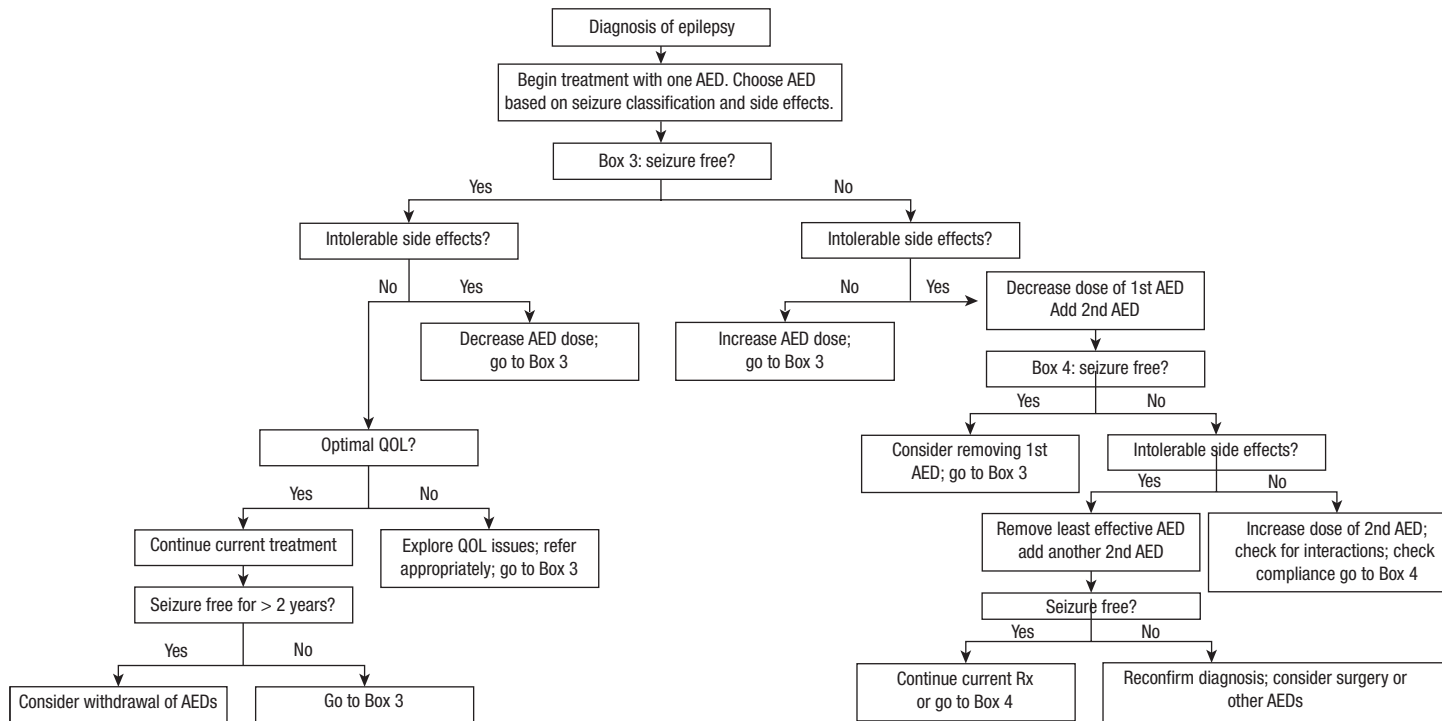 Diagnosis of epilepsy
Begin treatment with one AED. Choose AED
based on seizure classification and side effects.
Box 3: seizure free?
Yes
No
Intolerable side effects?
Intolerable side effects?
No
Yes
No
Yes
Decrease dose of 1st AED
Add 2nd AED
Decrease AED dose;
go to Box 3
Increase AED dose;
go to Box 3
Box 4: seizure free?
Yes
No
Optimal QOL?
Consider removing 1st
AED; go to Box 3
Intolerable side effects?
Yes
No
Yes
No
Continue current treatment
Explore QOL issues; refer
appropriately; go to Box 3
Remove least effective AED
add another 2nd AED
Increase dose of 2nd AED;
check for interactions; check
compliance go to Box 4
Seizure free for > 2 years?
Seizure free?
Yes
No
Yes
No
Consider withdrawal of AEDs
Go to Box 3
Continue current Rx
or go to Box 4
Reconfirm diagnosis; consider surgery or
other AEDs